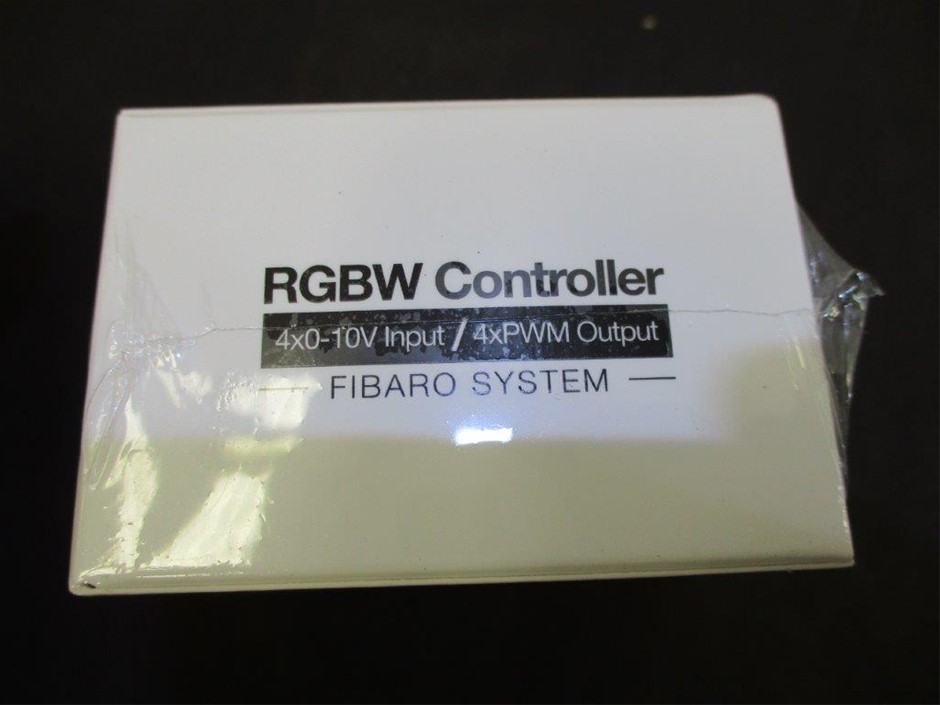 RGBW Controller
4x0-10V Input / 4xPWM Output
FIBARO SYSTEM